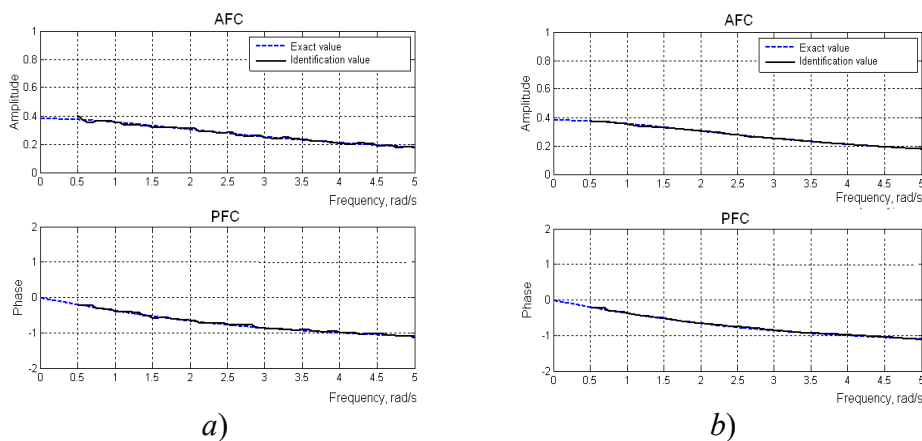 AFC
1
0.8
0.6
0.4
0.2
0
Amplitude
Exact value
Identification value
0 0.5 1 1.5 2 2.5 3 3.5 4 4.5 5
Frequency, rad/s
PFC
2
1
0
-1
-2
Phase
0 0.5 1 1.5 2 2.5 3 3.5 4 4.5 5
Frequency, rad/s
a)
AFC
1
0.8
0.6
0.4
0.2
0
Amplitude
Exact value
Identification value
0 0.5 1 1.5 2 2.5 3 3.5 4 4.5 5
Frequency, rad/s
PFC
2
1
0
-1
-2
Phase
0 0.5 1 1.5 2 2.5 3 3.5 4 4.5 5
Frequency, rad/s
b)